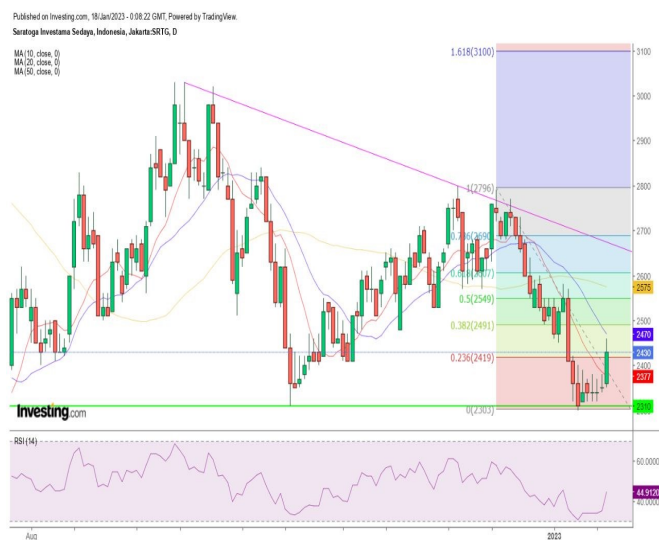 Published on Investing.com, 18/Jan/2023 - 0:08:22 GMT, Powered by TradingView.
Saratoga Investama Sedaya, Indonesia, Jakarta:SRTG, D
MA (10, close, 0)
MA (20, close, 0)
MA (50, close, 0)
1.618(3100)
3100
3000
2900
1(2796)
2800
2700
2600
2575
0.5(2549)
2500
0.382(2491)
2470
2430
0.236(2419)
2400
2377
2310
0(2303)
Investing.com
RSI (14)
60.0000
44.9120
40.0000
Aug
2023